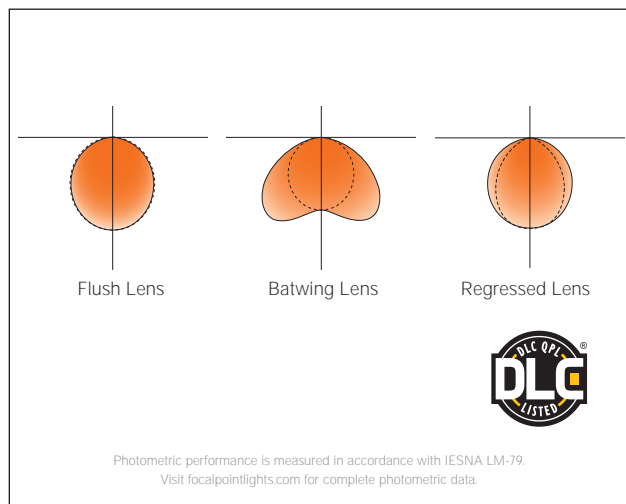 Flush Lens
Batwing Lens
Regressed Lens
DLC QPL
®
DLC
LISTED
Photometric performance is measured in accordance with IESNA LM-79.
Visit focalpointlights.com for complete photometric data.